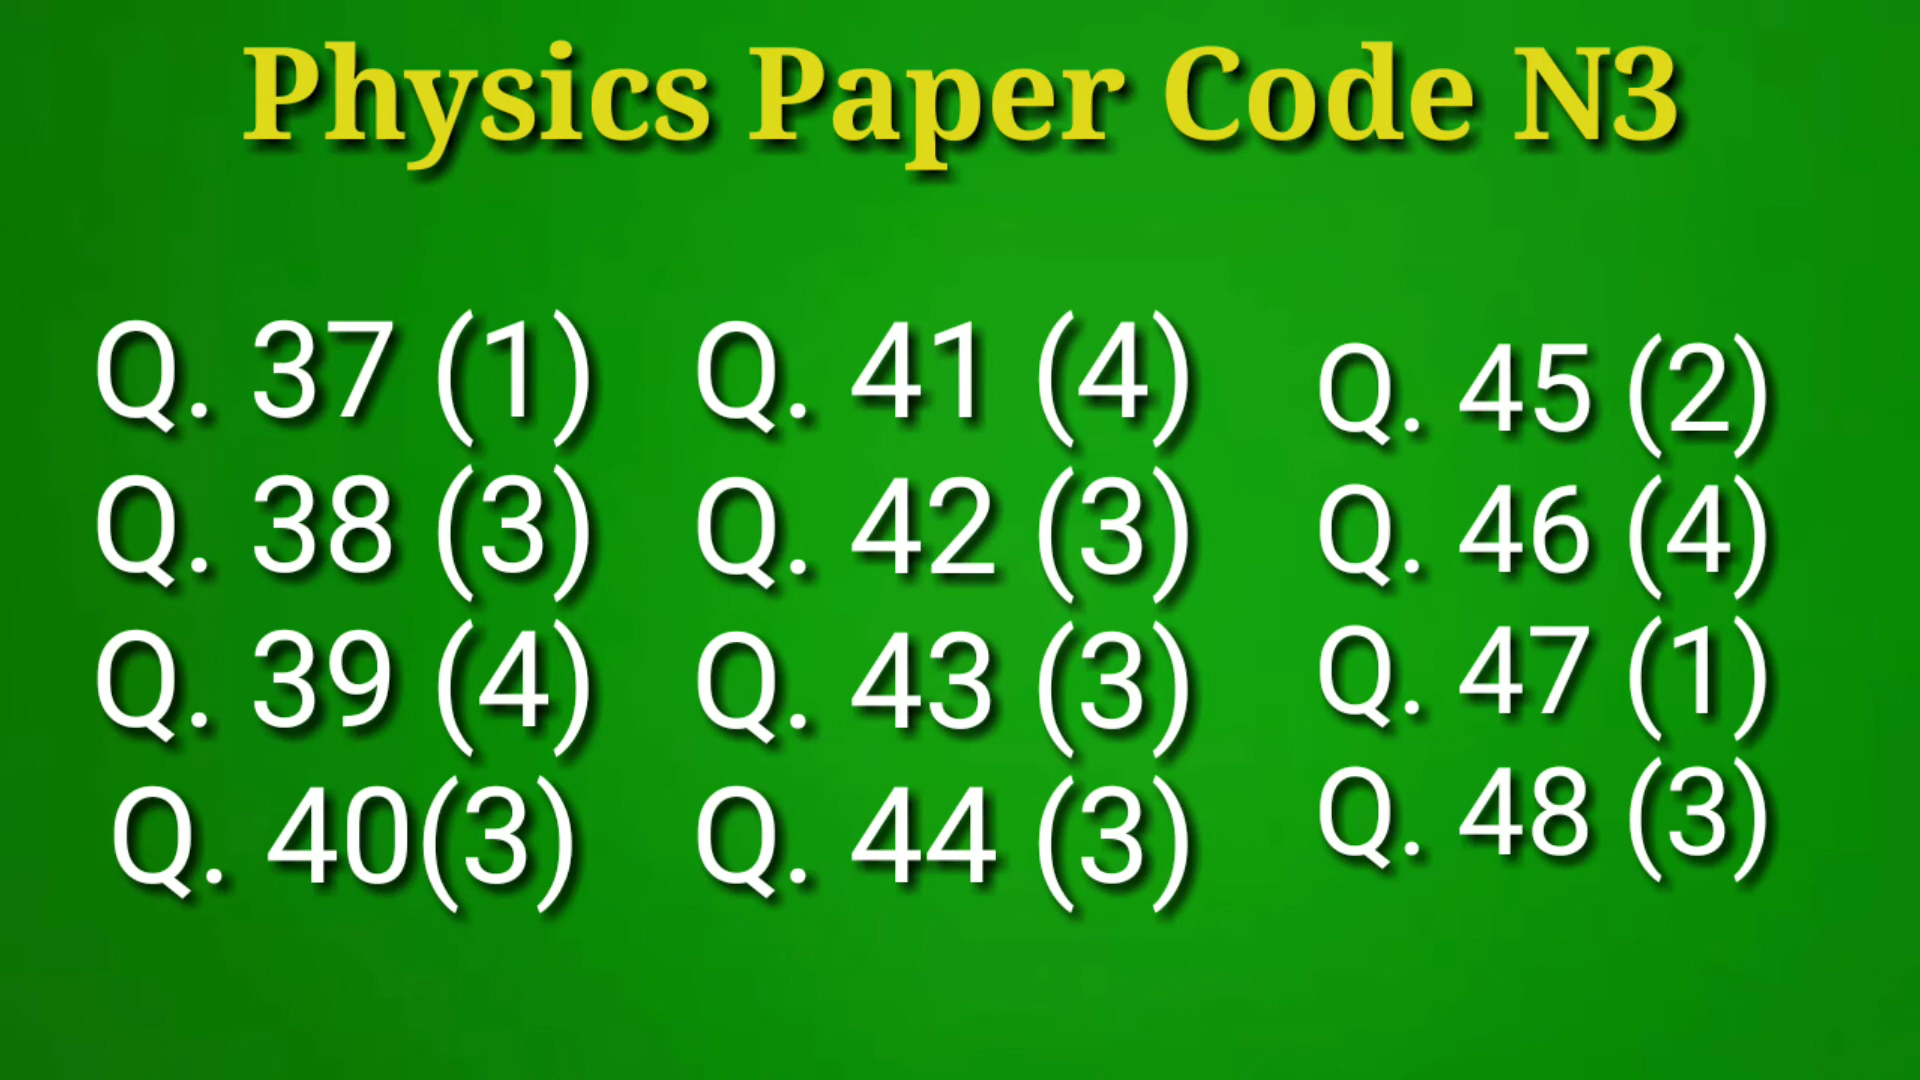 Physics Paper Code N3
Q. 37 (1)
Q. 38 (3)
Q. 39 (4)
Q. 40(3)
Q. 41 (4)
Q. 42 (3)
Q. 43 (3)
Q. 44 (3)
Q. 45 (2)
Q. 46 (4)
Q. 47 (1)
Q. 48 (3)